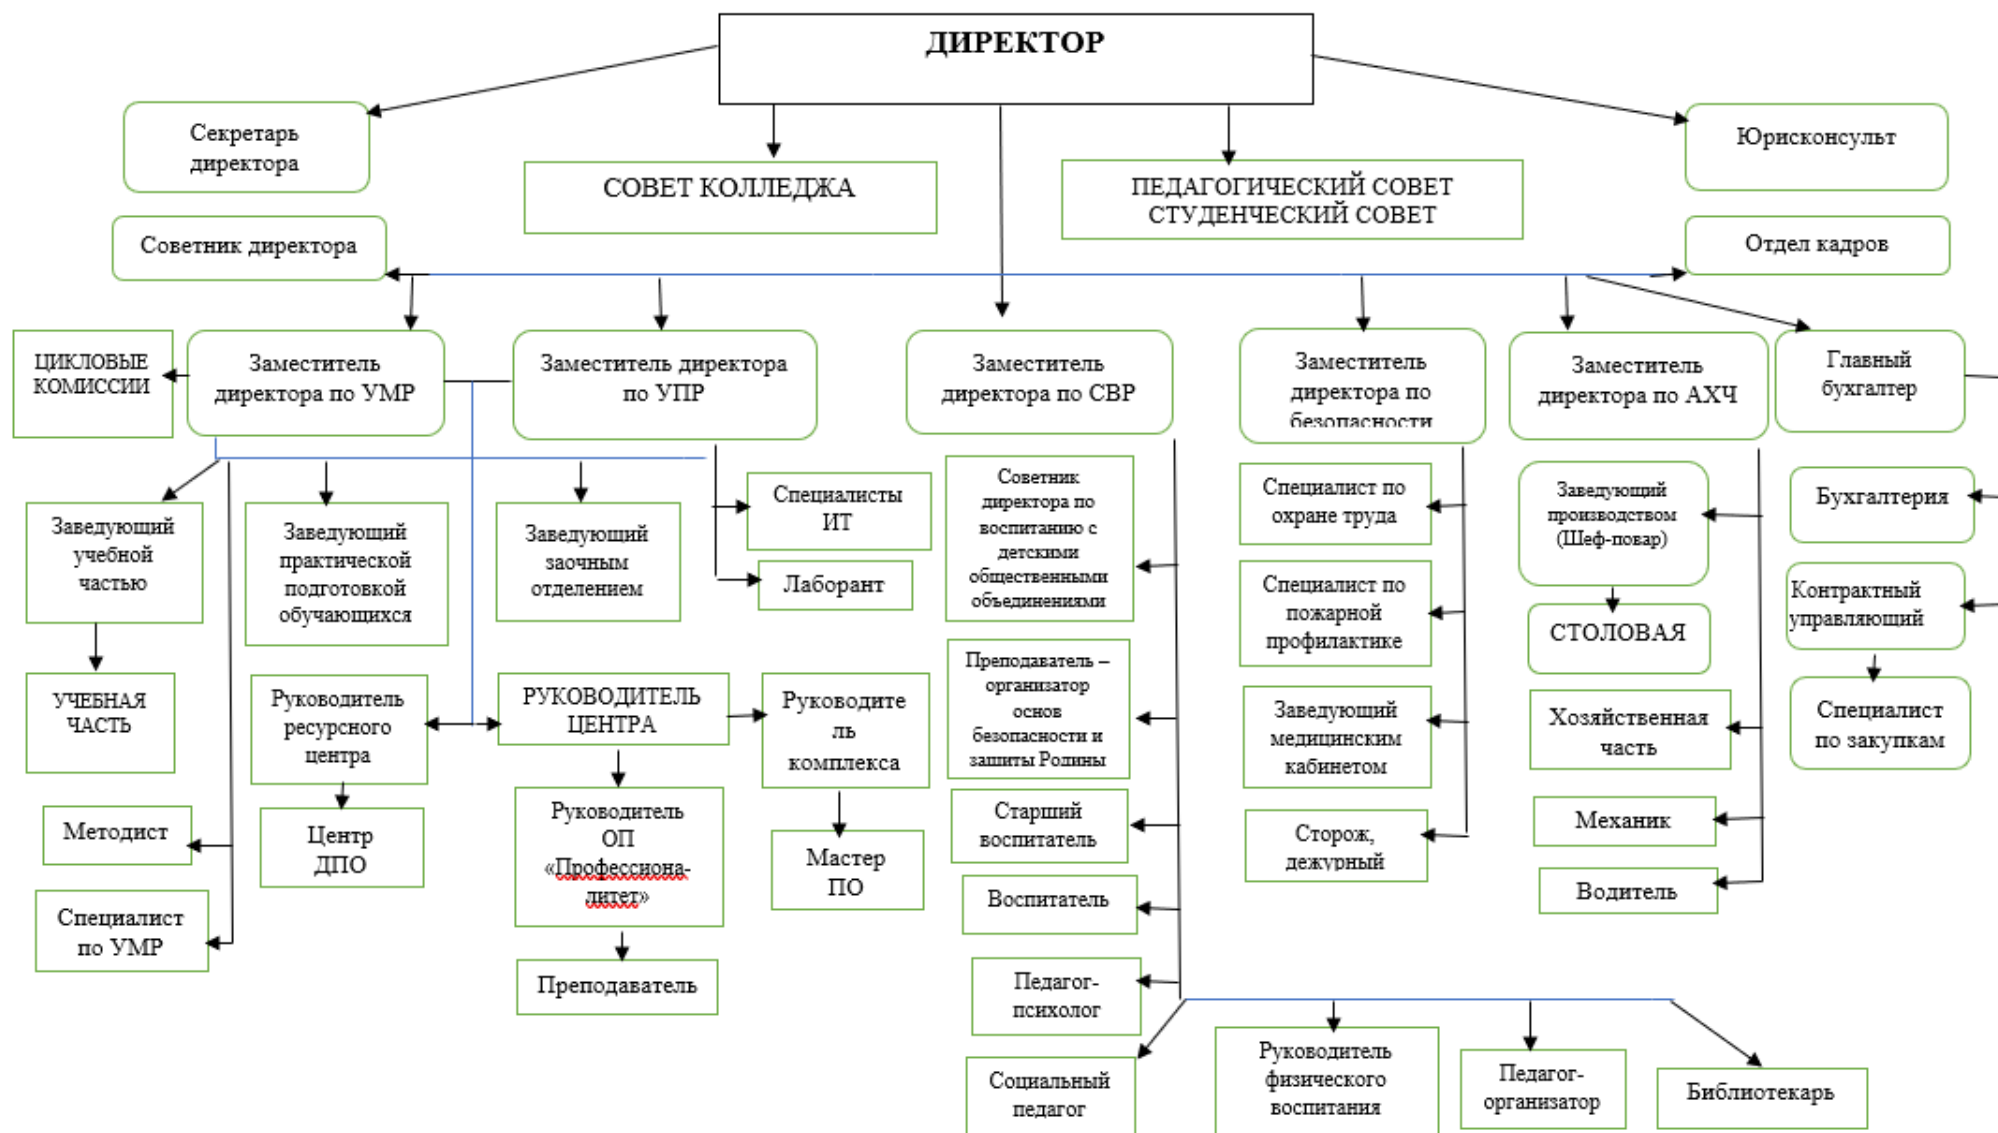 ДИРЕКТОР
Секретарь
директора
СОВЕТ КОЛЛЕДЖА
ПЕДАГОГИЧЕСКИЙ СОВЕТ
СТУДЕНЧЕСКИЙ СОВЕТ
Юрисконсульт
Советник директора
Отдел кадров
ЦИКЛОВЫЕ
КОМИССИИ
Заместитель
директора по УМР
Заместитель директора
по УПР
Заместитель
директора по СВР
Заместитель
директора по
безопасности
Заместитель
директора по АХЧ
Главный
бухгалтер
Заведующий
учебной
частью
Заведующий
практической
подготовкой
обучающихся
Заведующий
заочным
отделением
Специалисты
ИТ
Лаборант
Советник
директора по
воспитанию с
детскими
общественными
объединениями
Специалист по
охране труда
Заведующий
производством
(Шеф-повар)
Бухгалтерия
Специалист по
пожарной
профилактике
СТОЛОВАЯ
Контрактный
управляющий
УЧЕБНАЯ
ЧАСТЬ
Руководитель
ресурсного
центра
РУКОВОДИТЕЛЬ
ЦЕНТРА
Руководите
ль
комплекса
Преподаватель –
организатор
основ
безопасности и
зашиты Родины
Заведующий
медицинским
кабинетом
Хозяйственная
часть
Специалист
по закупкам
Методист
Центр
ДПО
Руководитель
ОП
«Профессиона-
литет»
Мастер
ПО
Старший
воспитатель
Сторож,
дежурный
Механик
Специалист
по УМР
Преподаватель
Воспитатель
Водитель
Педагог-
психолог
Социальный
педагог
Руководитель
физического
воспитания
Педагог-
организатор
Библиотекарь